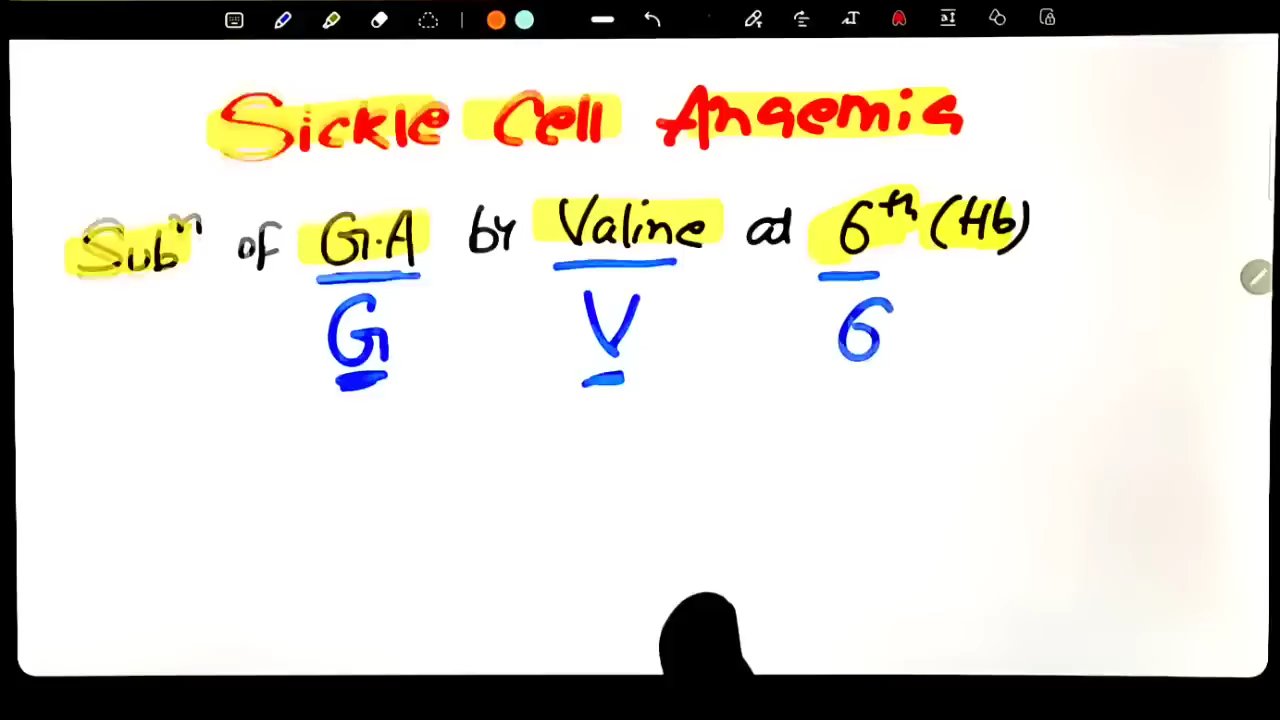 Sickle Cell Anaemia
Subⁿ of G.A by Valine at 6th (Hb)
G V 6